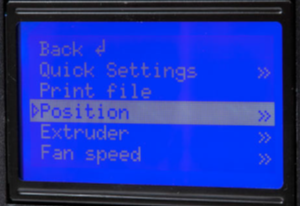 Back ↲
Quick Settings »
Print file
▷Position »
Extruder »
Fan speed »